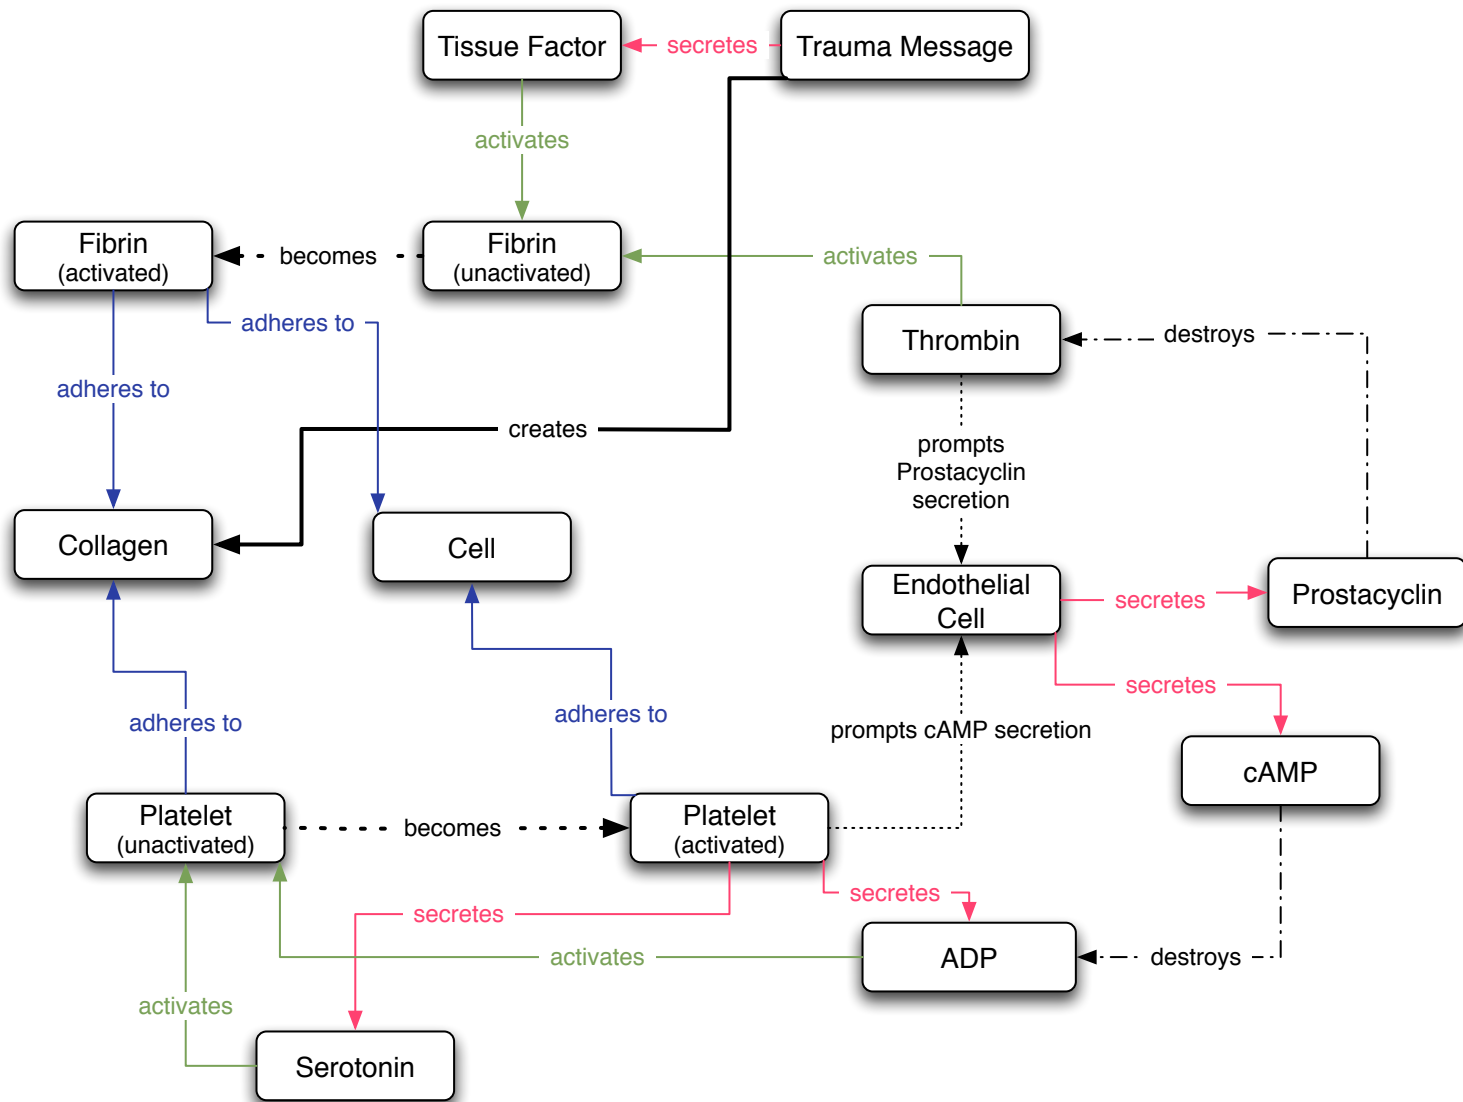 Tissue Factor
secretes
Trauma Message
activates
Fibrin
(activated)
becomes
Fibrin
(unactivated)
activates
adheres to
Thrombin
destroys
adheres to
creates
prompts
Prostacyclin
secretion
Collagen
Cell
Endothelial
Cell
secretes
Prostacyclin
secretes
adheres to
adheres to
prompts cAMP secretion
cAMP
Platelet
(unactivated)
becomes
Platelet
(activated)
secretes
secretes
activates
ADP
destroys
activates
Serotonin